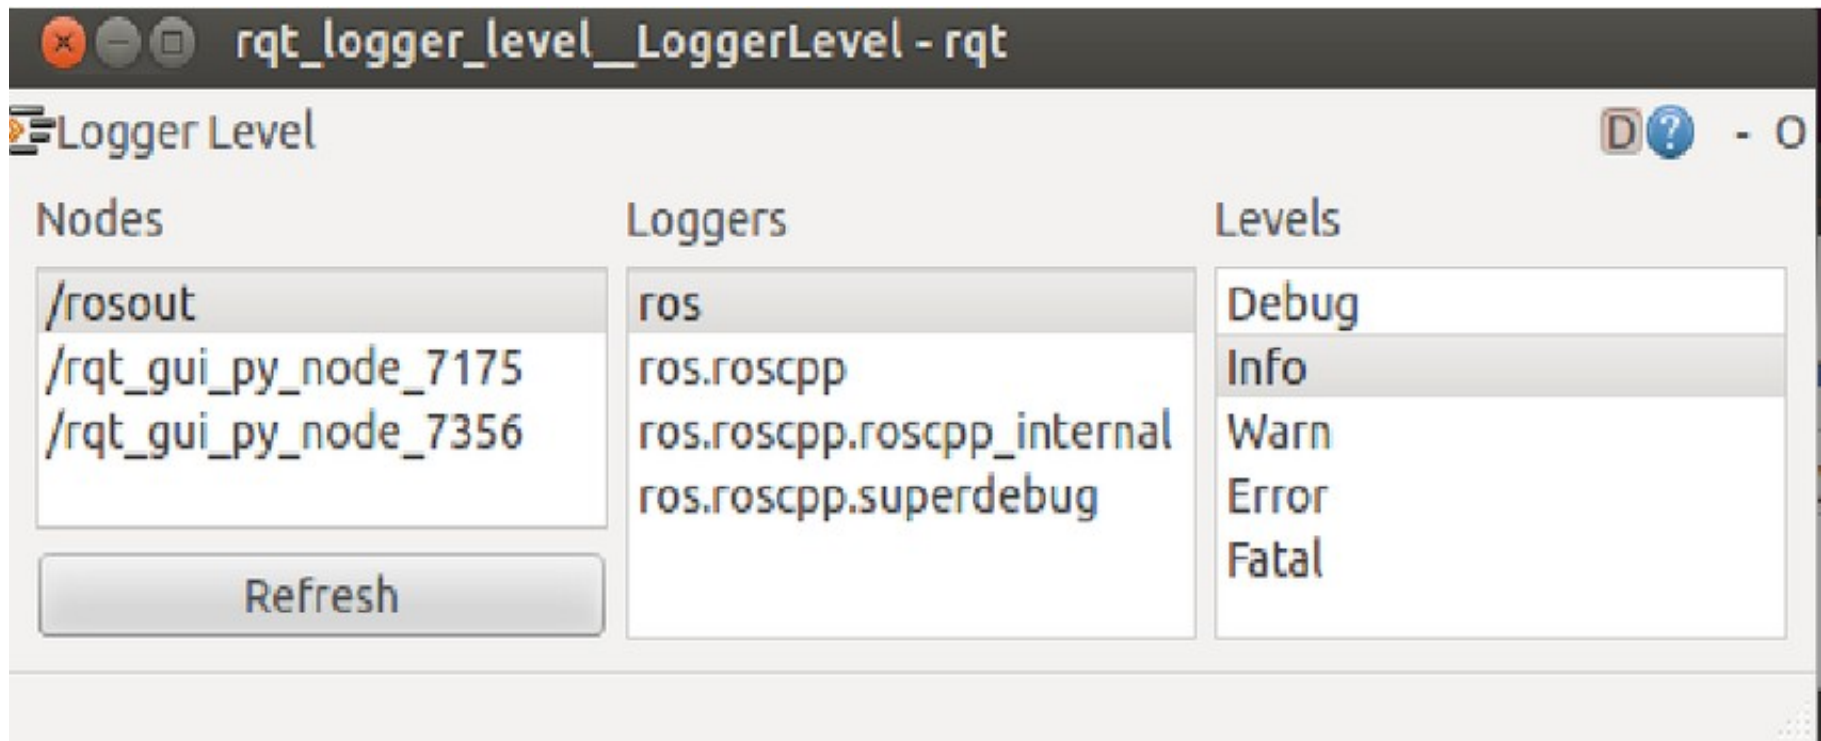 rqt_logger_level__LoggerLevel - rqt
Logger Level
D ? - O
Nodes
/rosout
/rqt_gui_py_node_7175
/rqt_gui_py_node_7356
Refresh
Loggers
ros
ros.roscpp
ros.roscpp.roscpp_internal
ros.roscpp.superdebug
Levels
Debug
Info
Warn
Error
Fatal